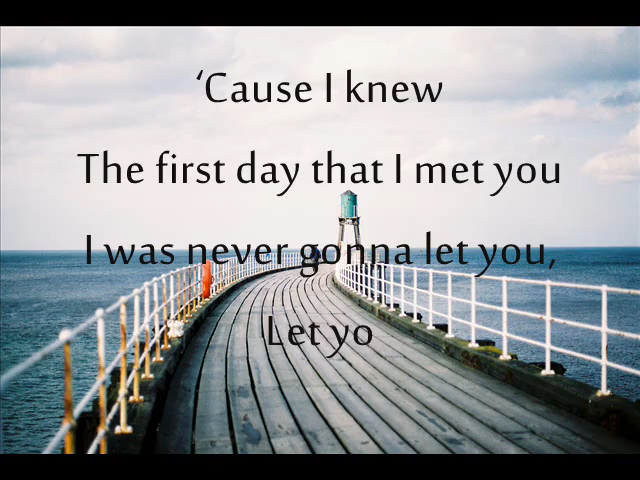 ‘Cause I knew
The first day that I met you
I was never gonna let you,
Let yo